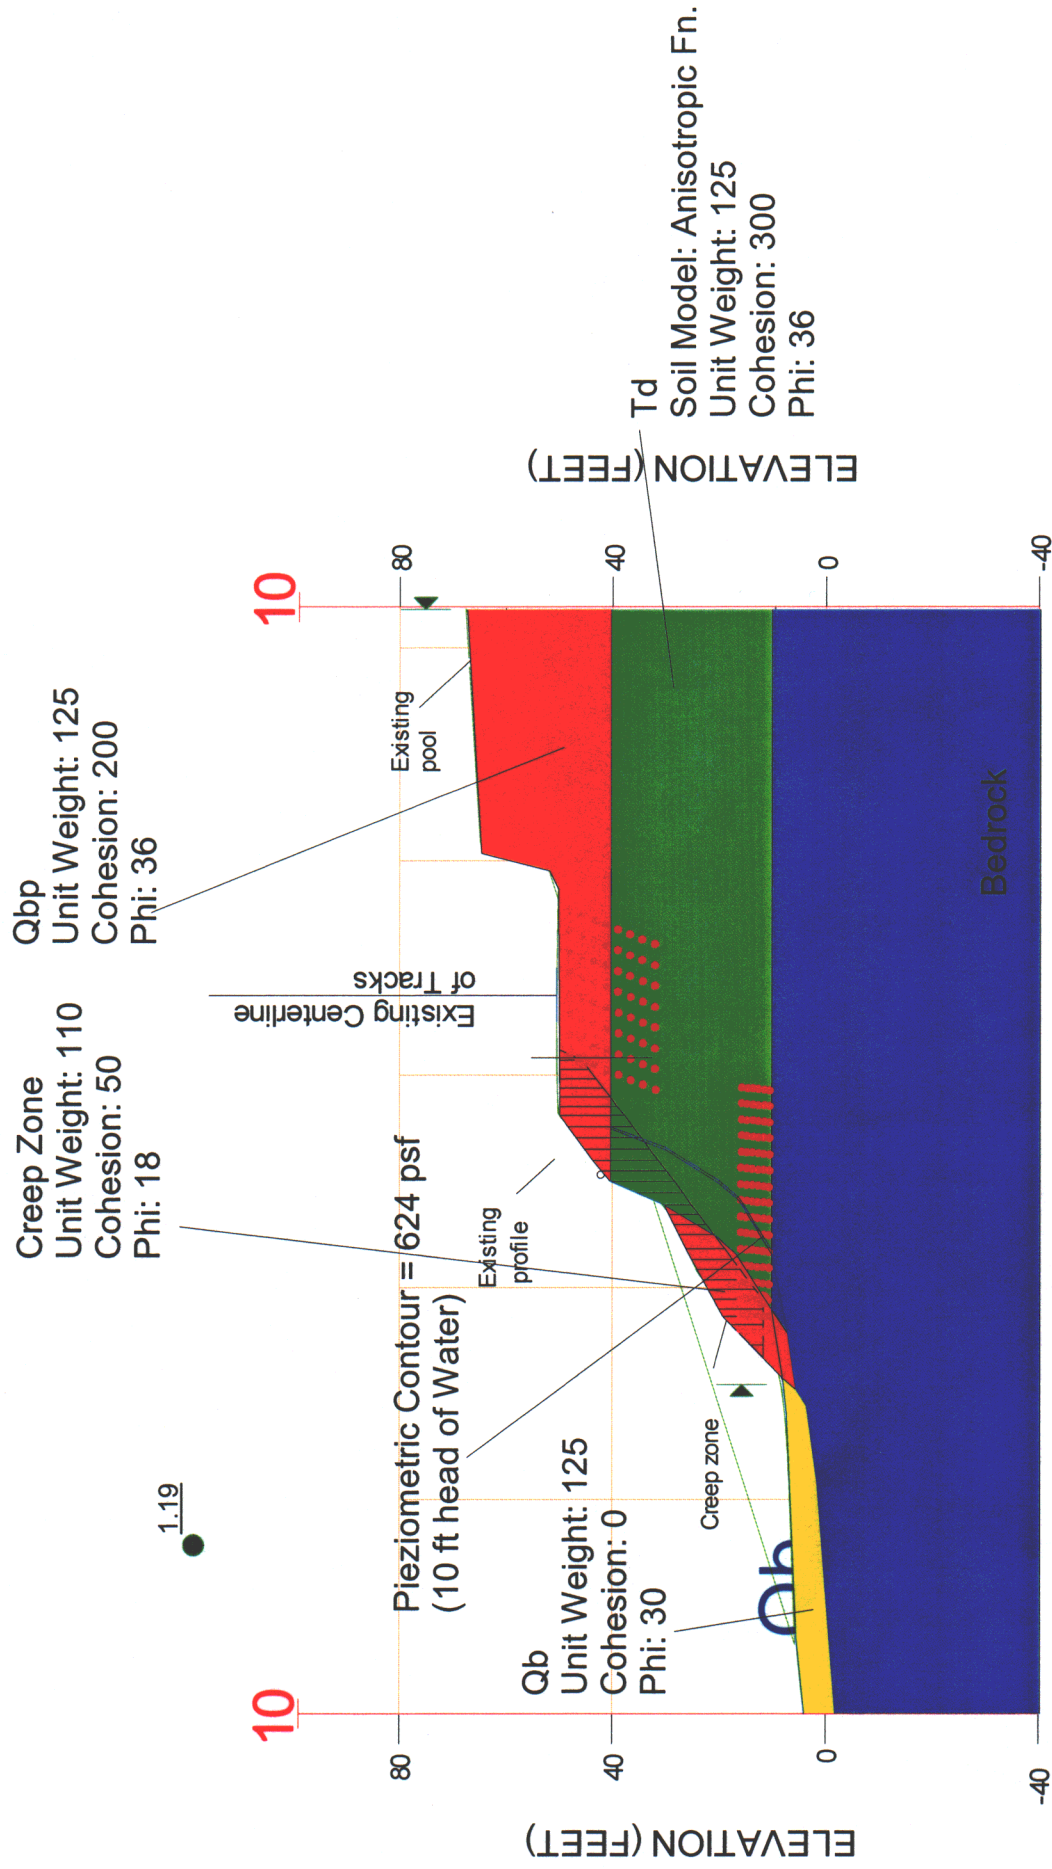 Creep Zone
Unit Weight: 110
Cohesion: 50
Phi: 18
Qbp
Unit Weight: 125
Cohesion: 200
Phi: 36
1.19
10
10
Pieziometric Contour = 624 psf
(10 ft head of Water)
Existing Centerline
of Tracks
Existing
pool
Existing
profile
Qb
Unit Weight: 125
Cohesion: 0
Phi: 30
Creep zone
Td
Soil Model: Anisotropic Fn.
Unit Weight: 125
Cohesion: 300
Phi: 36
80
40
0
-40
ELEVATION (FEET)
80
40
0
-40
ELEVATION (FEET)
Bedrock